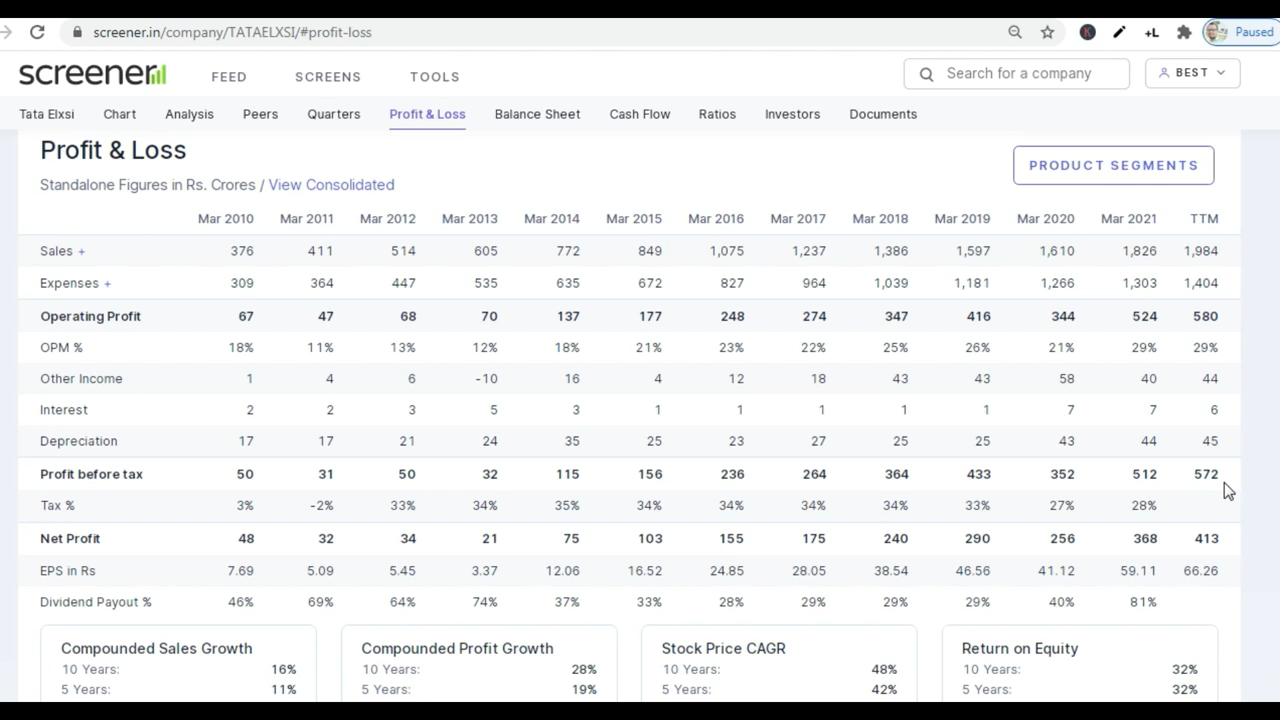 screener.in/company/TATAELXSI/#profit-loss
K
+L
Paused
screener
FEED SCREENS TOOLS
Search for a company
BEST
Tata Elxsi Chart Analysis Peers Quarters Profit & Loss Balance Sheet Cash Flow Ratios Investors Documents
Profit & Loss
PRODUCT SEGMENTS
Standalone Figures in Rs. Crores / View Consolidated
Mar 2010 Mar 2011 Mar 2012 Mar 2013 Mar 2014 Mar 2015 Mar 2016 Mar 2017 Mar 2018 Mar 2019 Mar 2020 Mar 2021 TTM
Sales + 376 411 514 605 772 849 1,075 1,237 1,386 1,597 1,610 1,826 1,984
Expenses + 309 364 447 535 635 672 827 964 1,039 1,181 1,266 1,303 1,404
Operating Profit 67 47 68 70 137 177 248 274 347 416 344 524 580
OPM % 18% 11% 13% 12% 18% 21% 23% 22% 25% 26% 21% 29% 29%
Other Income 1 4 6 -10 16 4 12 18 43 43 58 40 44
Interest 2 2 3 5 3 1 1 1 1 1 7 7 6
Depreciation 17 17 21 24 35 25 23 27 25 25 43 44 45
Profit before tax 50 31 50 32 115 156 236 264 364 433 352 512 572
Tax % 3% -2% 33% 34% 35% 34% 34% 34% 34% 33% 27% 28%
Net Profit 48 32 34 21 75 103 155 175 240 290 256 368 413
EPS in Rs 7.69 5.09 5.45 3.37 12.06 16.52 24.85 28.05 38.54 46.56 41.12 59.11 66.26
Dividend Payout % 46% 69% 64% 74% 37% 33% 28% 29% 29% 29% 40% 81%
Compounded Sales Growth
10 Years: 16%
5 Years: 11%
Compounded Profit Growth
10 Years: 28%
5 Years: 19%
Stock Price CAGR
10 Years: 48%
5 Years: 42%
Return on Equity
10 Years: 32%
5 Years: 32%